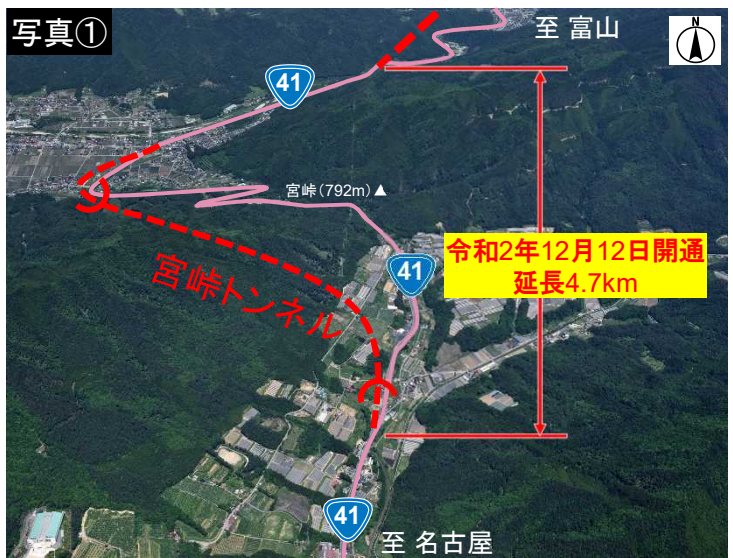 写真①
至 富山
N
41
宮峠(792m)▲
41
令和2年12月12日開通
延長4.7km
宮峠トンネル
41
至 名古屋